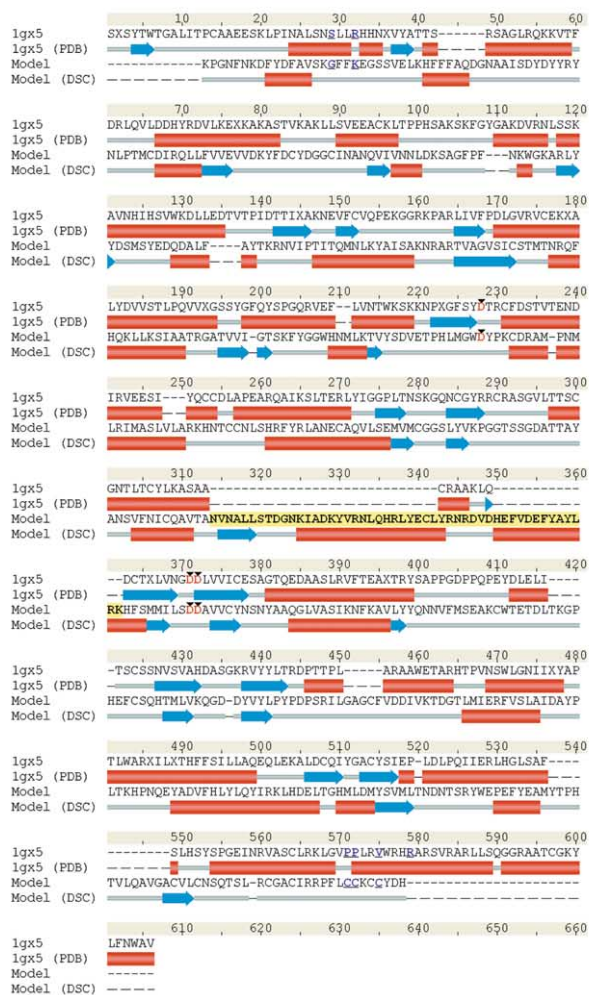 1gx5 SXSYTWTGALITPCAAEESKLPINALSNSLLRHHNXVYATTS-----RSAGLRQKKVTF
1gx5 (PDB)
Model ------------KPGNFNKDFYDFAVSKGFFKEGSSVELKHFFFAQDGNAAISDYDYYRY
Model (DSC)
10 20 30 40 50 60
1gx5 DRLQVLDDHYRDVLKEXKAKASTVKAKLLSVEEACKLTPPHSAKSKFGYGAKDVRNLSSK
1gx5 (PDB)
Model NLPTMCDIRQLLFVVEVVDKYFDCYDGGCINANQVIVNNLDKSAGFPF---NKWGKARLY
Model (DSC)
70 80 90 100 110 120
1gx5 AVNHIHSVWKDLLEDTVTPIDTTIXAKNEVFCVQPEKGGRKPARLIVFPDLGVRVCEKXA
1gx5 (PDB)
Model YDSMSYEDQDALF----AYTKRNVIPTITQMNLKYAISAKNRARTVAGVSICSTMTNRQF
Model (DSC)
130 140 150 160 170 180
1gx5 LYDVVSTLPQVVXGSSYGFQYSPGQRVEF-LVNTWKSKKNPXGFSYDTRCFDSTVTEND
1gx5 (PDB)
Model HQKLLKSIAATRGATVVI-GTSKFYGGWHNMLKTVYSDVETPHLMGWDYPKCDRAMP-NM
Model (DSC)
190 200 210 220 230 240
1gx5 IRVEESI---YQCCDLAPEARQAIKSLTERLYIGGPLTNSKGQNCGYRRCRASGVLTTSC
1gx5 (PDB)
Model LRIMASLVLARKHNTCCNLSHRFYRLANECAQVLSEMVMCGGSLYVKPGGTSSGDATTAY
Model (DSC)
250 260 270 280 290 300
1gx5 GNTLTCYLKASAA-----------------------------CRAAKLQ-----------
1gx5 (PDB)
Model ANSVFNICQAVTANVNALLSTDGNKIADKYVRNLQHRLYECLYRNRDVDHEFVDEFYAYL
Model (DSC)
310 320 330 340 350 360
1gx5 --DCTXLVNGDDLVVICESAGTQEDAASLRVFTEAXTRYSAPPGDPPQPEYDLELI----
1gx5 (PDB)
Model RKHFSMMILSDDAVVCYNSNYAAQGLVASIKNFKAVLYYQNNVFMSEAKCWTETDLTKGP
Model (DSC)
370 380 390 400 410 420
1gx5 -TSCSSNVSVAHDASGKRVYYLTRDPTTPL-----ARAAWETARHTPVNSWLGNIIXYAP
1gx5 (PDB)
Model HEFCSQHTMLVKQGD-DYVYLPYPDPSRILGAGCFVDDIVKTDGTLMIERFVSLAIDAYP
Model (DSC)
430 440 450 460 470 480
1gx5 TLWARXILXTHFFSILLAQEQLEKALDCQIYGACYSIEP-LDLPQIIERLHGLSAF----
1gx5 (PDB)
Model LTKHPNQEYADVFHLYLQYIRKLHDELTGHMLDMYSVMLTNDNTSRYWEPEFYEAMYTPH
Model (DSC)
490 500 510 520 530 540
1gx5 --------SLHSYSPGEINRVASCLRKLGVPPLRVWRHRARSVRARLLSQGGRAATCGKY
1gx5 (PDB)
Model TVLQAVGACVLCNSQTSL-RCGACIRRPFLCCKCCYDH----------------------
Model (DSC)
550 560 570 580 590 600
1gx5 LFNWAV
1gx5 (PDB)
Model ------
Model (DSC)
610 620 630 640 650 660